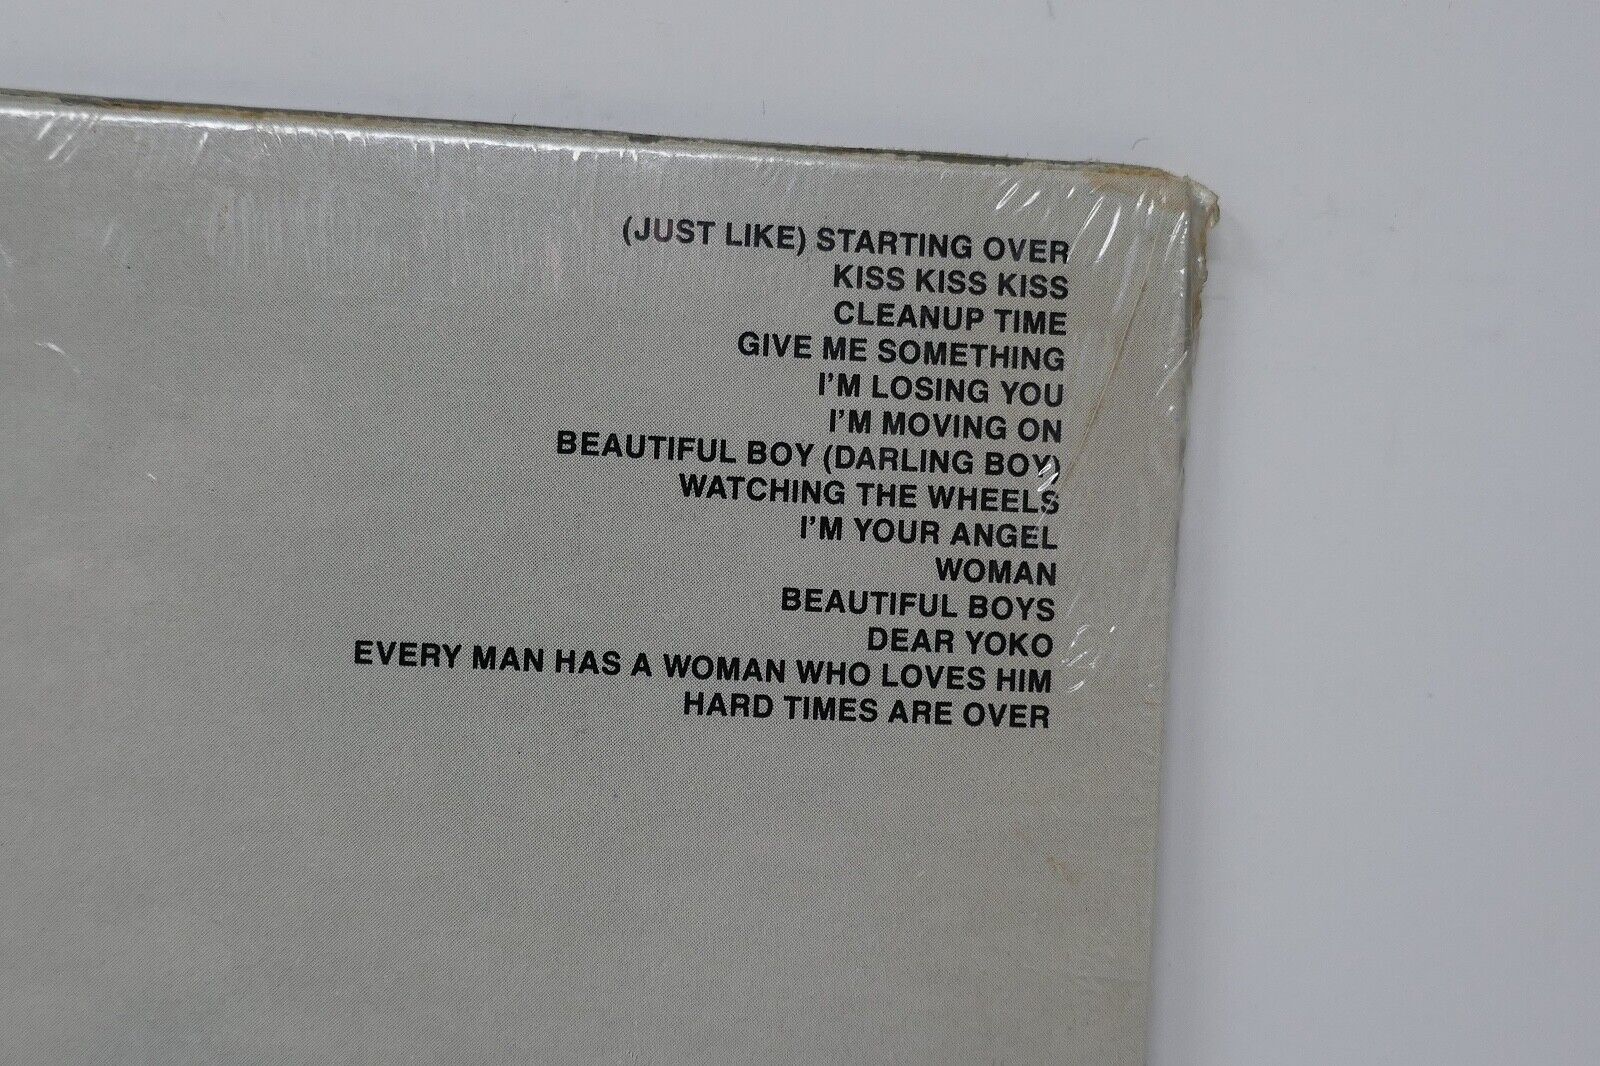 (JUST LIKE) STARTING OVER
KISS KISS KISS
CLEANUP TIME
GIVE ME SOMETHING
I'M LOSING YOU
I'M MOVING ON
BEAUTIFUL BOY (DARLING BOY)
WATCHING THE WHEELS
I'M YOUR ANGEL
WOMAN
BEAUTIFUL BOYS
DEAR YOKO
EVERY MAN HAS A WOMAN WHO LOVES HIM
HARD TIMES ARE OVER